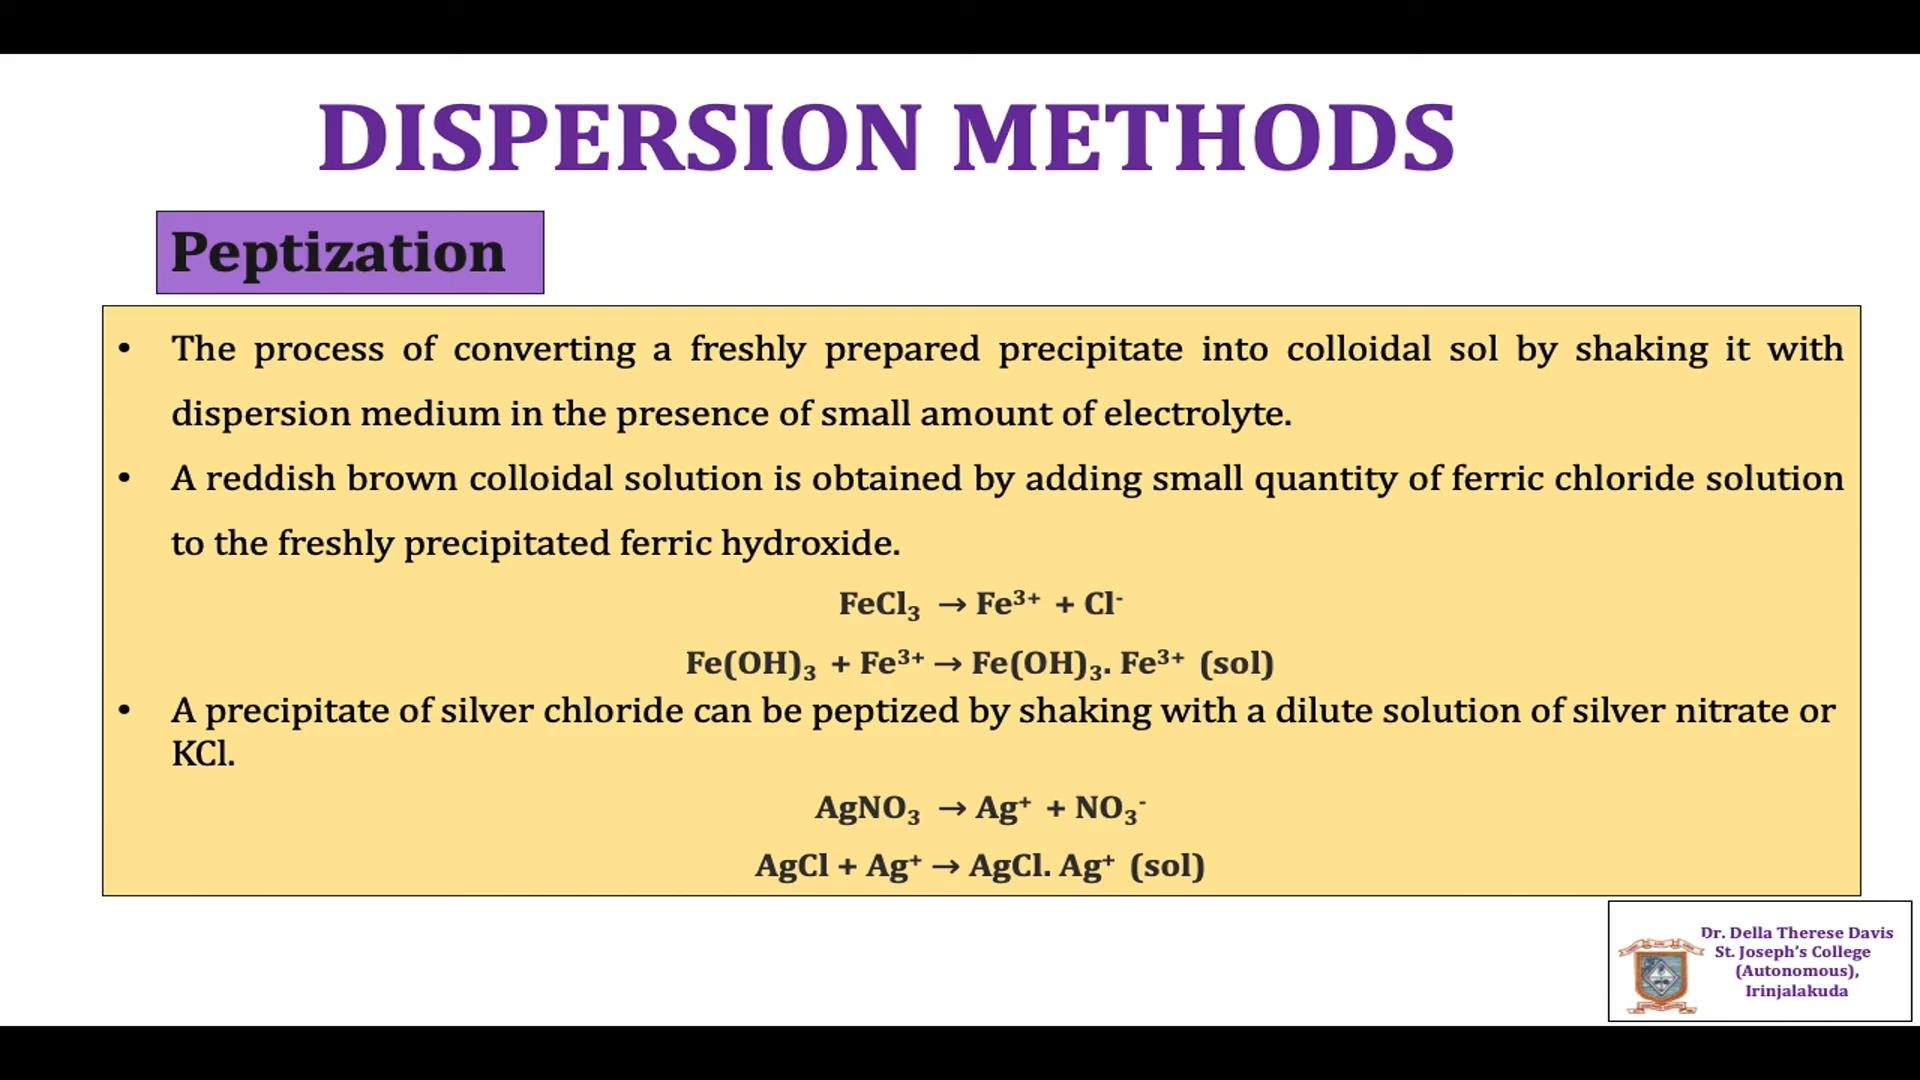 DISPERSION METHODS
Peptization
• The process of converting a freshly prepared precipitate into colloidal sol by shaking it with
dispersion medium in the presence of small amount of electrolyte.
• A reddish brown colloidal solution is obtained by adding small quantity of ferric chloride solution
to the freshly precipitated ferric hydroxide.
FeCl₃ → Fe³⁺ + Cl⁻
Fe(OH)₃ + Fe³⁺ → Fe(OH)₃. Fe³⁺ (sol)
• A precipitate of silver chloride can be peptized by shaking with a dilute solution of silver nitrate or
KCl.
AgNO₃ → Ag⁺ + NO₃⁻
AgCl + Ag⁺ → AgCl. Ag⁺ (sol)
Dr. Della Therese Davis
St. Joseph’s College
(Autonomous),
Irinjalakuda